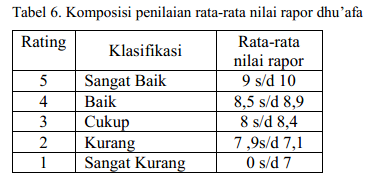 Tabel 6. Komposisi penilaian rata-rata nilai rapor dhu'afa
Rating Klasifikasi Rata-rata nilai rapor
5 Sangat Baik 9 s/d 10
4 Baik 8,5 s/d 8,9
3 Cukup 8 s/d 8,4
2 Kurang 7 ,9s/d 7,1
1 Sangat Kurang 0 s/d 7